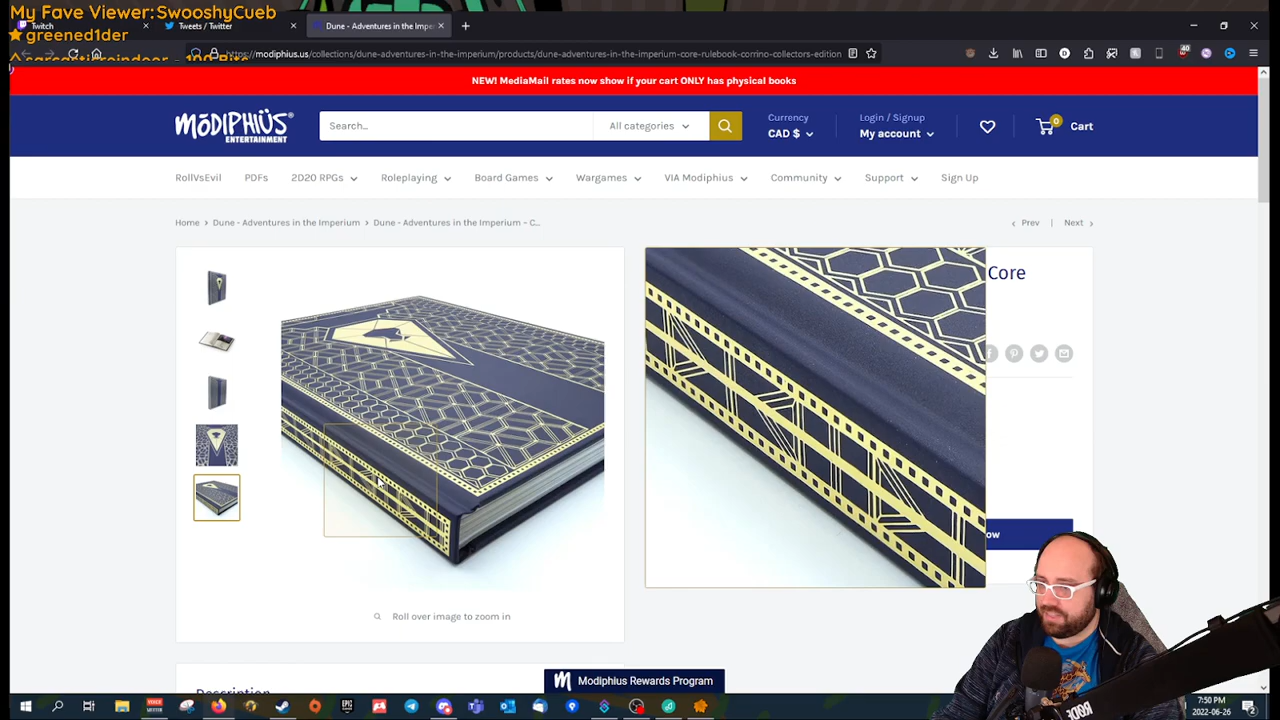 My Fave Viewer: SwooshyCueb
Twitch
Tweets / Twitter
Dune - Adventures in the Impe
greened1der
https://modiphius.us/collections/dune-adventures-in-the-imperium/products/dune-adventures-in-the-imperium-core-rulebook-corrino-collectors-edition
40
NEW! MediaMail rates now show if your cart ONLY has physical books
MODIPHIUS
ENTERTAINMENT
Search...
All categories
Currency
CAD $
Login / Signup
My account
0
Cart
RollVsEvil
PDFs
2D20 RPGs
Roleplaying
Board Games
Wargames
VIA Modiphius
Community
Support
Sign Up
Home > Dune - Adventures in the Imperium > Dune - Adventures in the Imperium – C...
Prev | Next
Core
ow
Roll over image to zoom in
Modiphius Rewards Program
Description
RØDE
7:50 PM
2022-06-26
2